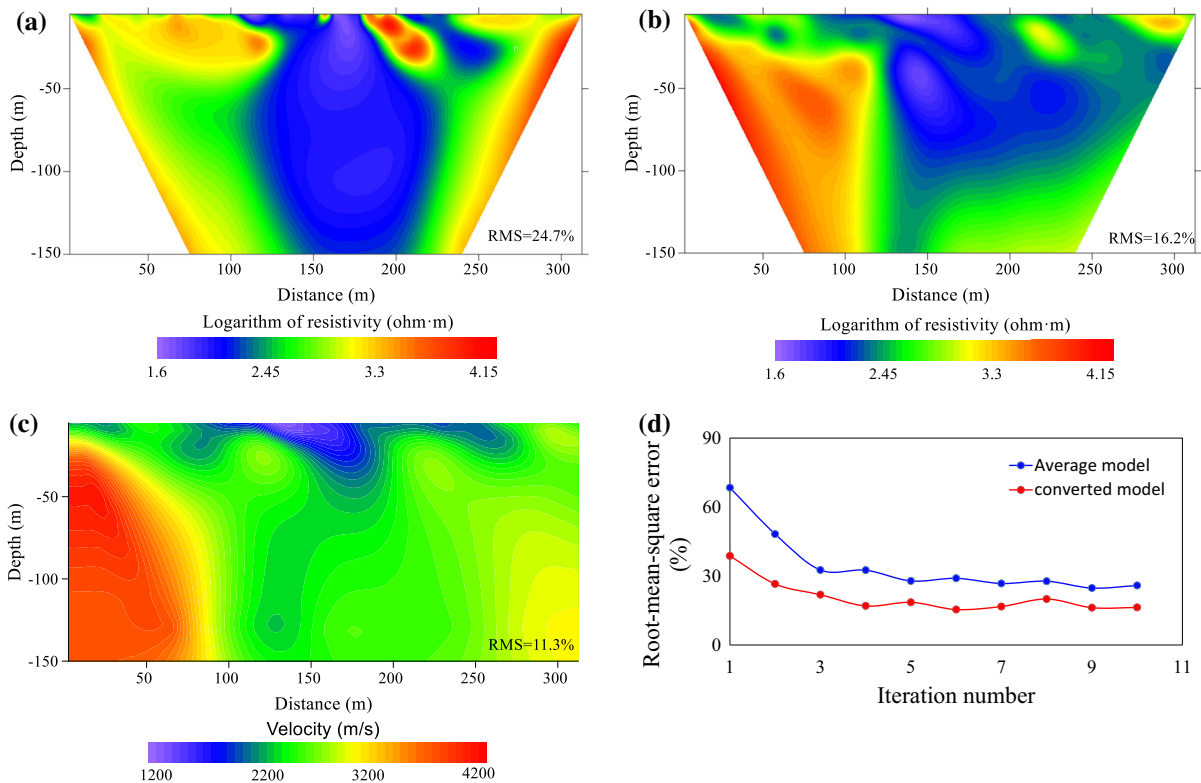 (a)
Depth (m)
-50
-100
-150
50
100
150
200
250
300
RMS=24.7%
Distance (m)
Logarithm of resistivity (ohm·m)
1.6
2.45
3.3
4.15
(b)
Depth (m)
-50
-100
-150
50
100
150
200
250
300
RMS=16.2%
Distance (m)
Logarithm of resistivity (ohm·m)
1.6
2.45
3.3
4.15
(c)
Depth (m)
-50
-100
-150
50
100
150
200
250
300
RMS=11.3%
Distance (m)
Velocity (m/s)
1200
2200
3200
4200
(d)
Root-mean-square error
(%)
90
60
30
0
Average model
converted model
1
3
5
7
9
11
Iteration number